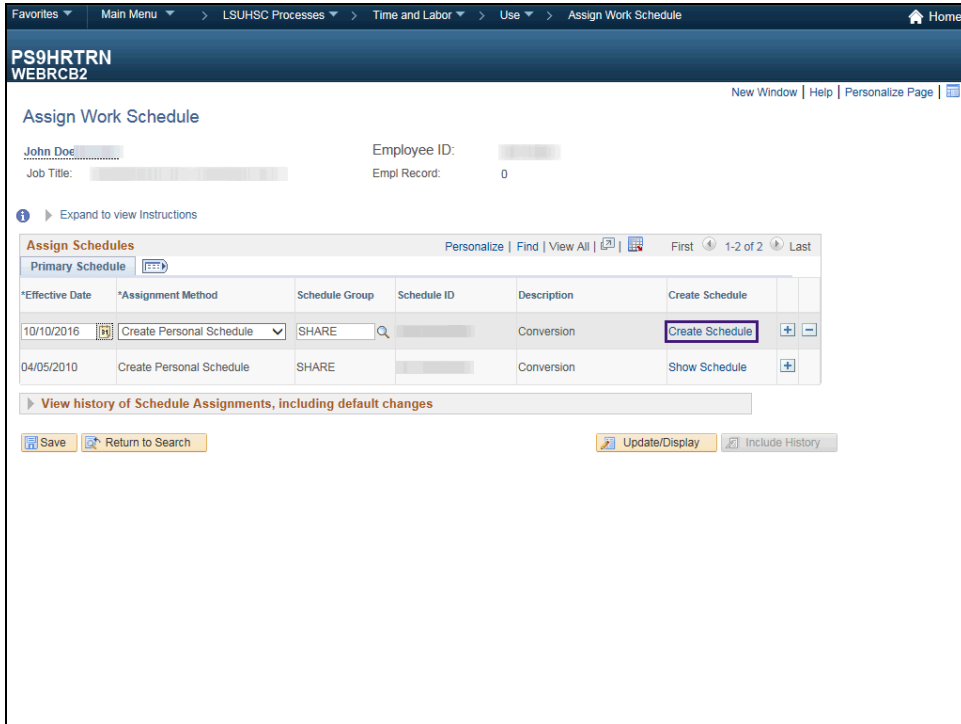 Favorites Main Menu > LSUHSC Processes > Time and Labor > Use > Assign Work Schedule Home
PS9HRTRN
WEBRCB2
New Window | Help | Personalize Page |
Assign Work Schedule
John Doe Employee ID:
Job Title: Empl Record: 0
Expand to view Instructions
Assign Schedules Personalize | Find | View All | | First 1-2 of 2 Last
Primary Schedule
*Effective Date *Assignment Method Schedule Group Schedule ID Description Create Schedule
10/10/2016 Create Personal Schedule SHARE Conversion Create Schedule
04/05/2010 Create Personal Schedule SHARE Conversion Show Schedule
View history of Schedule Assignments, including default changes
Save Return to Search Update/Display Include History